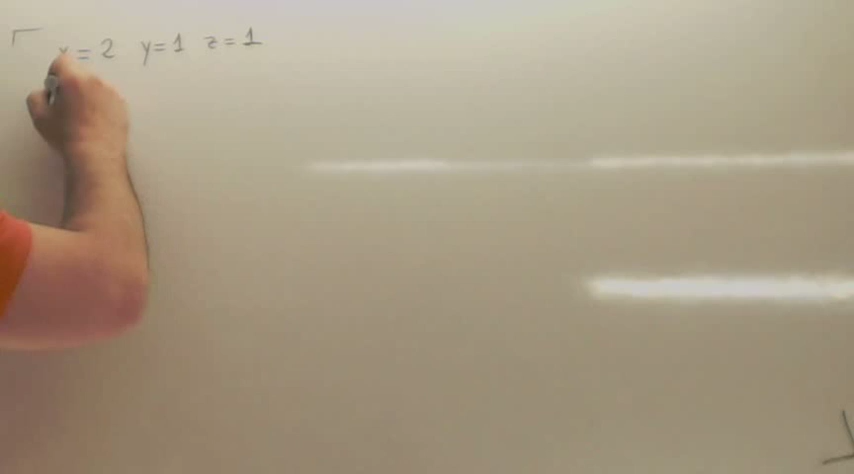 x = 2 y = 1 z = 1